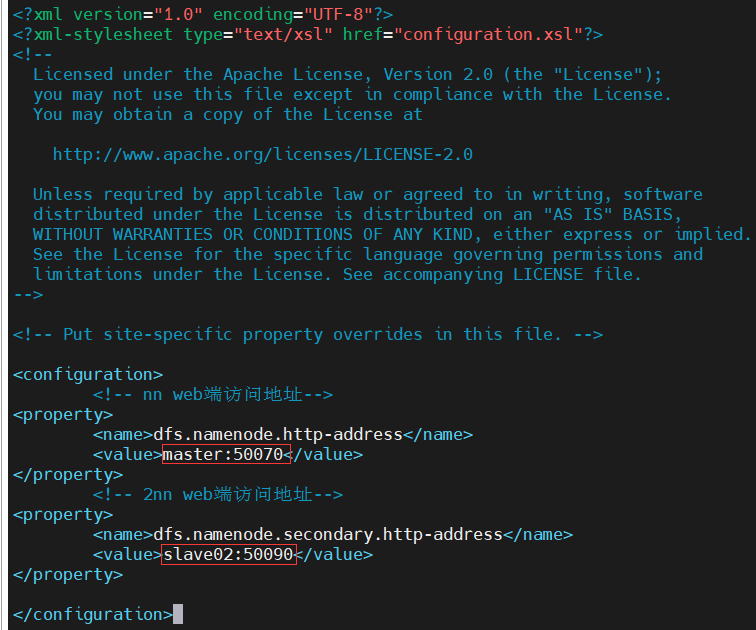 <?xml version="1.0" encoding="UTF-8"?>
<?xml-stylesheet type="text/xsl" href="configuration.xsl"?>
<!--
  Licensed under the Apache License, Version 2.0 (the "License");
  you may not use this file except in compliance with the License.
  You may obtain a copy of the License at

    http://www.apache.org/licenses/LICENSE-2.0

  Unless required by applicable law or agreed to in writing, software
  distributed under the License is distributed on an "AS IS" BASIS,
  WITHOUT WARRANTIES OR CONDITIONS OF ANY KIND, either express or implied.
  See the License for the specific language governing permissions and
  limitations under the License. See accompanying LICENSE file.
-->

<!-- Put site-specific property overrides in this file. -->

<configuration>
        <!-- nn web端访问地址-->
<property>
        <name>dfs.namenode.http-address</name>
        <value>master:50070</value>
</property>
        <!-- 2nn web端访问地址-->
<property>
        <name>dfs.namenode.secondary.http-address</name>
        <value>slave02:50090</value>
</property>

</configuration>